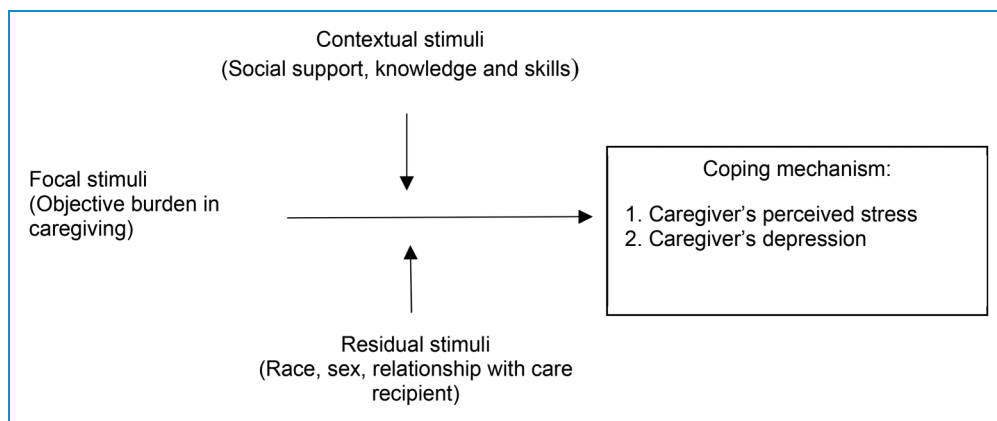 Contextual stimuli
(Social support, knowledge and skills)
Focal stimuli
(Objective burden in
caregiving)
Coping mechanism:
1. Caregiver’s perceived stress
2. Caregiver’s depression
Residual stimuli
(Race, sex, relationship with care
recipient)